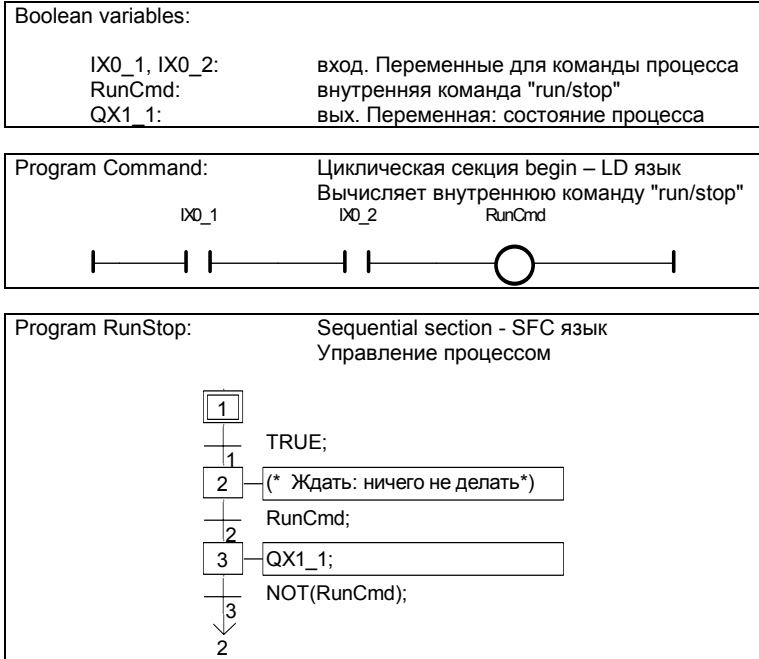 Boolean variables:
IX0_1, IX0_2: вход. Переменные для команды процесса
RunCmd: внутренняя команда "run/stop"
QX1_1: вых. Переменная: состояние процесса
Program Command: Циклическая секция begin – LD язык
Вычисляет внутреннюю команду "run/stop"
IX0_1 IX0_2 RunCmd
Program RunStop: Sequential section - SFC язык
Управление процессом
1
TRUE;
1
2 (* Ждать: ничего не делать*)
RunCmd;
2
3 QX1_1;
NOT(RunCmd);
3
2